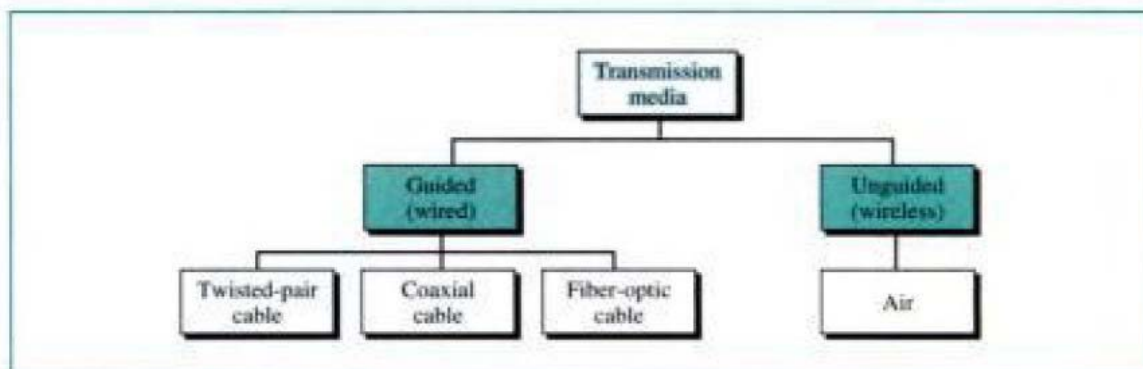 Transmission
media
Guided
(wired)
Unguided
(wireless)
Twisted-pair
cable
Coaxial
cable
Fiber-optic
cable
Air